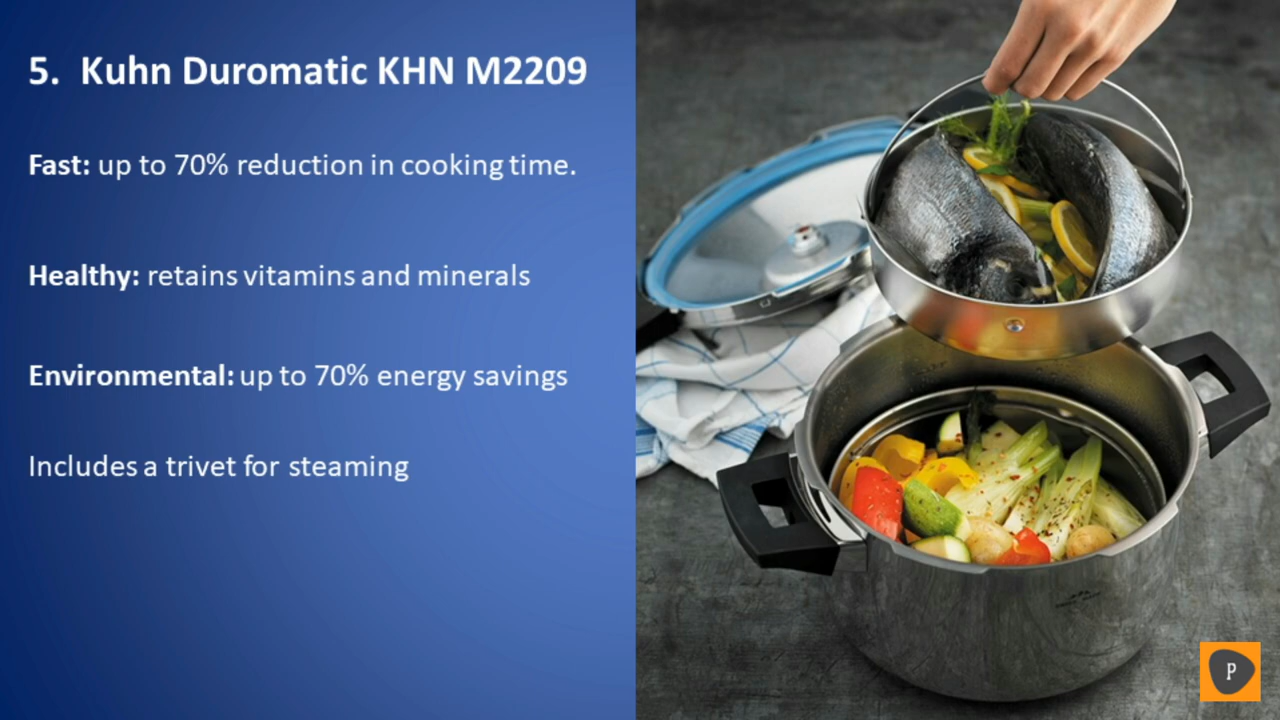 5. Kuhn Duromatic KHN M2209
Fast: up to 70% reduction in cooking time.
Healthy: retains vitamins and minerals
Environmental: up to 70% energy savings
Includes a trivet for steaming
P